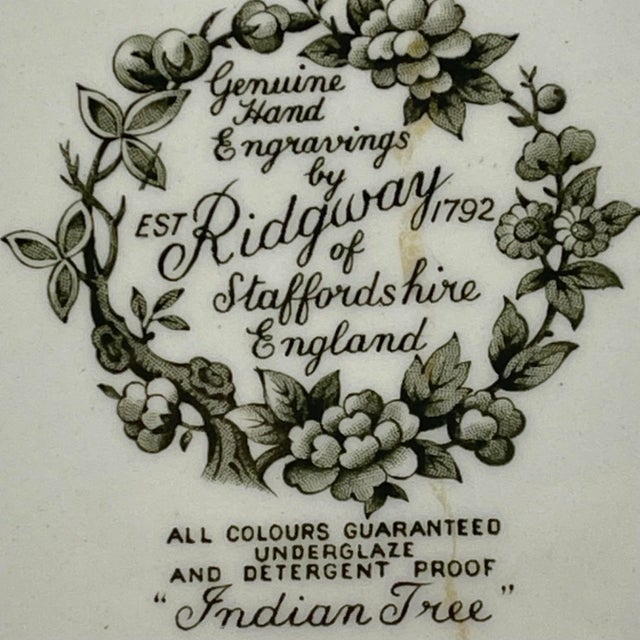 Genuine
Hand
Engravings
by
EST Ridgway 1792
of
Staffordshire
England
ALL COLOURS GUARANTEED
UNDERGLAZE
AND DETERGENT PROOF
"Indian Tree"